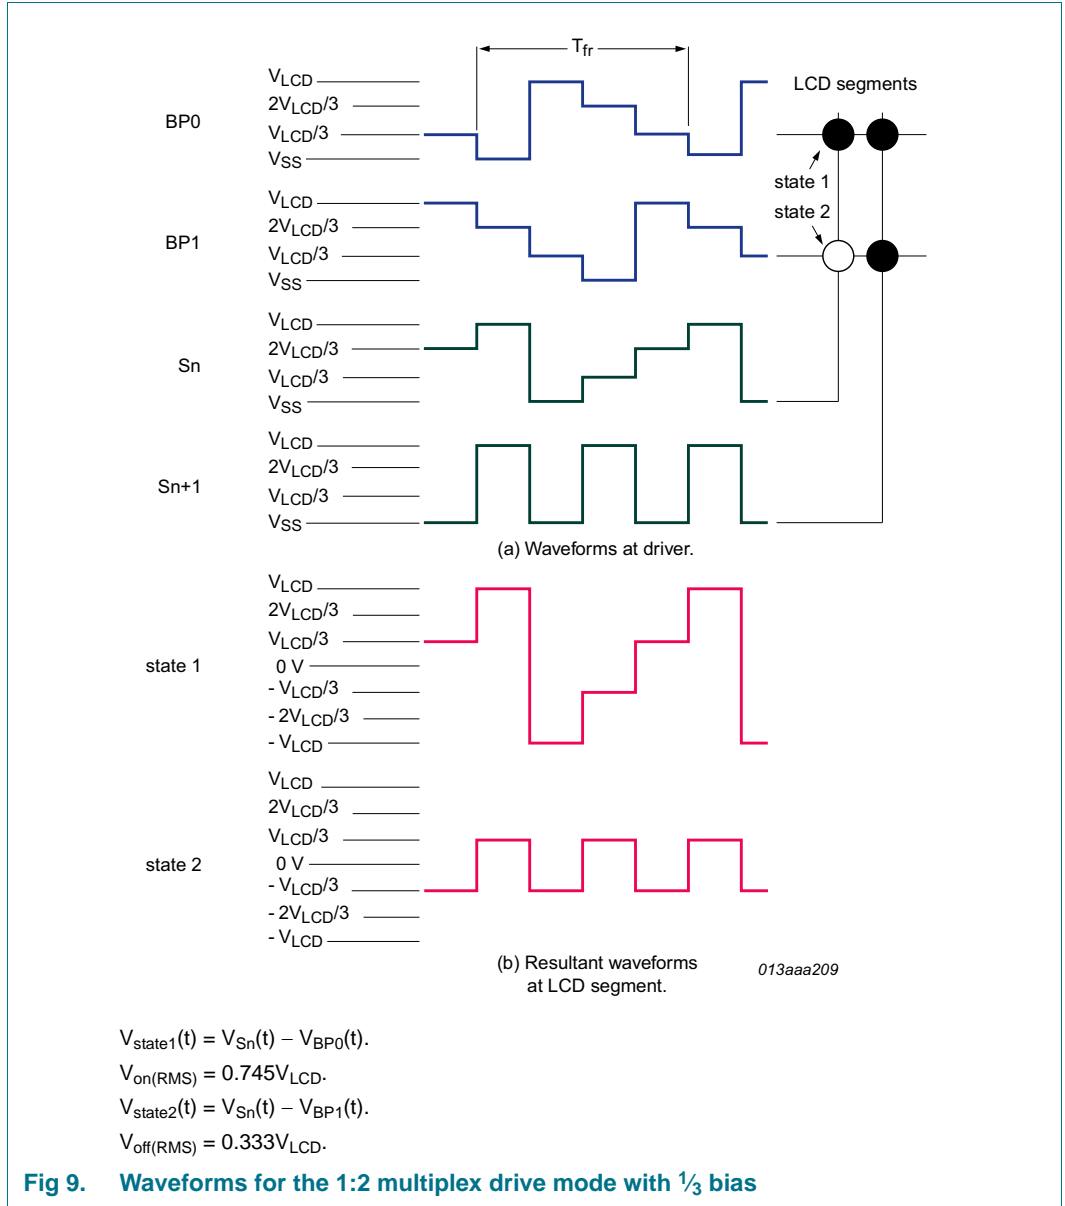 T_fr
V_LCD
2V_LCD/3
BP0
V_LCD/3
V_SS
LCD segments
state 1
state 2
V_LCD
2V_LCD/3
BP1
V_LCD/3
V_SS
V_LCD
2V_LCD/3
Sn
V_LCD/3
V_SS
V_LCD
2V_LCD/3
Sn+1
V_LCD/3
V_SS
(a) Waveforms at driver.
V_LCD
2V_LCD/3
V_LCD/3
state 1
0 V
- V_LCD/3
- 2V_LCD/3
- V_LCD
V_LCD
2V_LCD/3
V_LCD/3
state 2
0 V
- V_LCD/3
- 2V_LCD/3
- V_LCD
(b) Resultant waveforms
at LCD segment.
013aaa209
V_state1(t) = V_Sn(t) − V_BP0(t).
V_on(RMS) = 0.745V_LCD.
V_state2(t) = V_Sn(t) − V_BP1(t).
V_off(RMS) = 0.333V_LCD.
Fig 9. Waveforms for the 1:2 multiplex drive mode with 1⁄3 bias